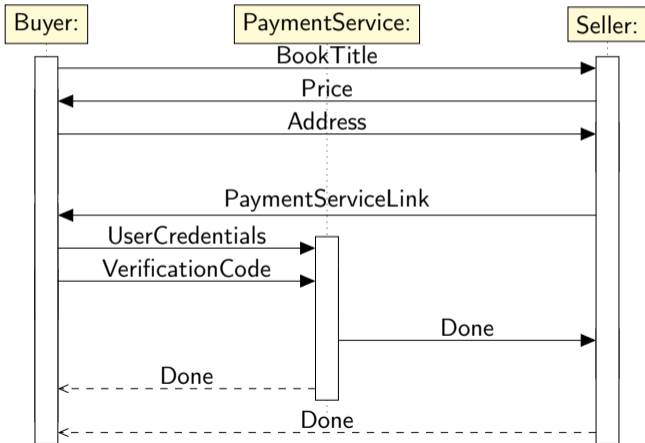 Buyer:
PaymentService:
Seller:
BookTitle
Price
Address
PaymentServiceLink
UserCredentials
VerificationCode
Done
Done
Done